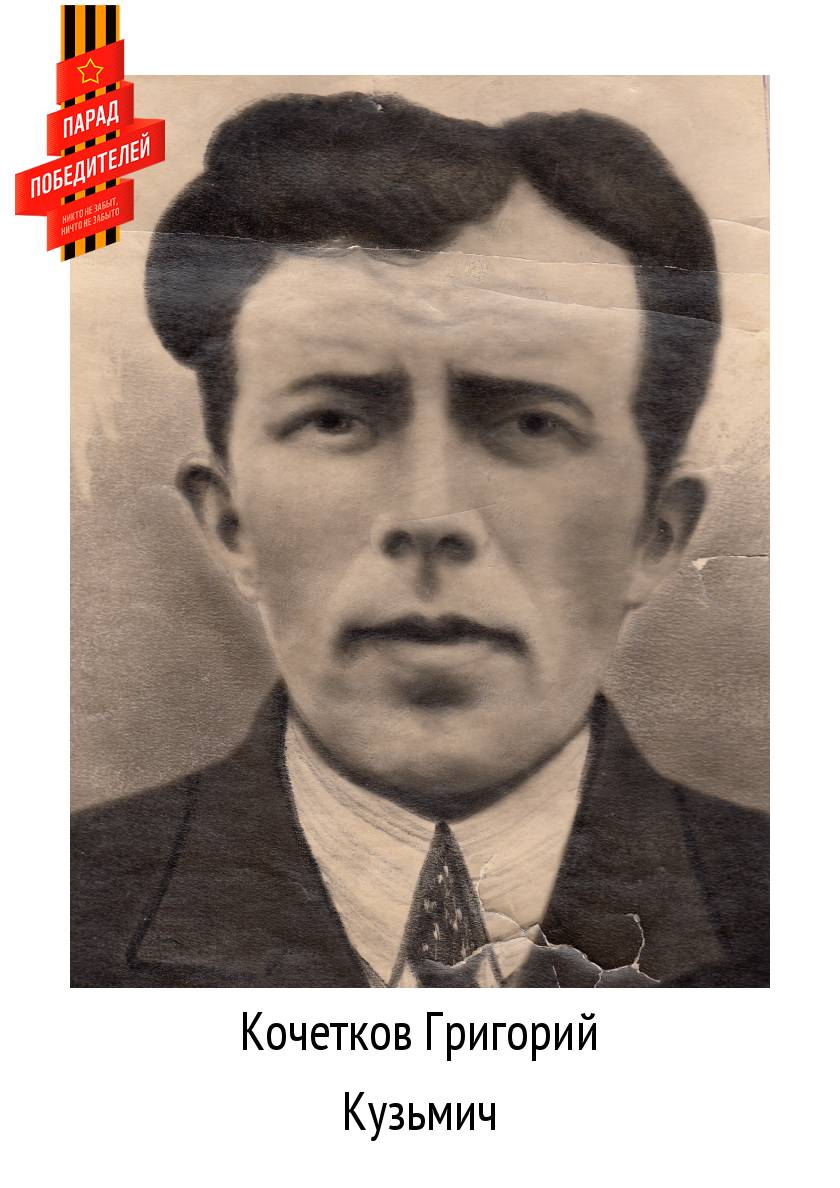 ПАРАД
ПОБЕДИТЕЛЕЙ
НИКТО НЕ ЗАБЫТ,
НИЧТО НЕ ЗАБЫТО
Кочетков Григорий
Кузьмич